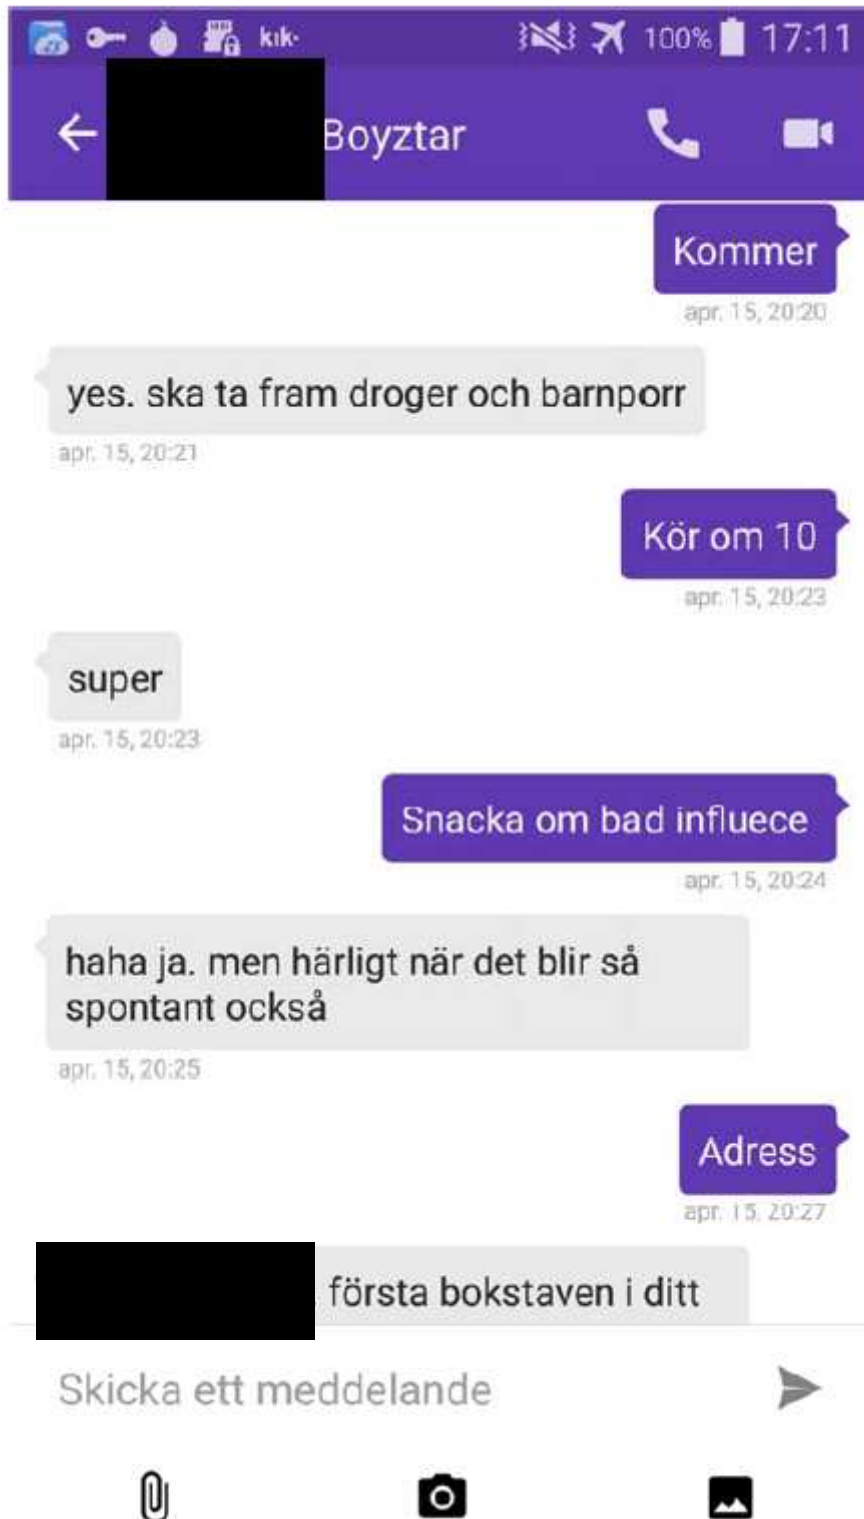 kik·
100%
17:11
Boyztar
Kommer
apr. 15, 20:20
yes. ska ta fram droger och barnporr
apr. 15, 20:21
Kör om 10
apr. 15, 20:23
super
apr. 15, 20:23
Snacka om bad influece
apr. 15, 20:24
haha ja. men härligt när det blir så
spontant också
apr. 15, 20:25
Adress
apr. 15, 20:27
första bokstaven i ditt
Skicka ett meddelande